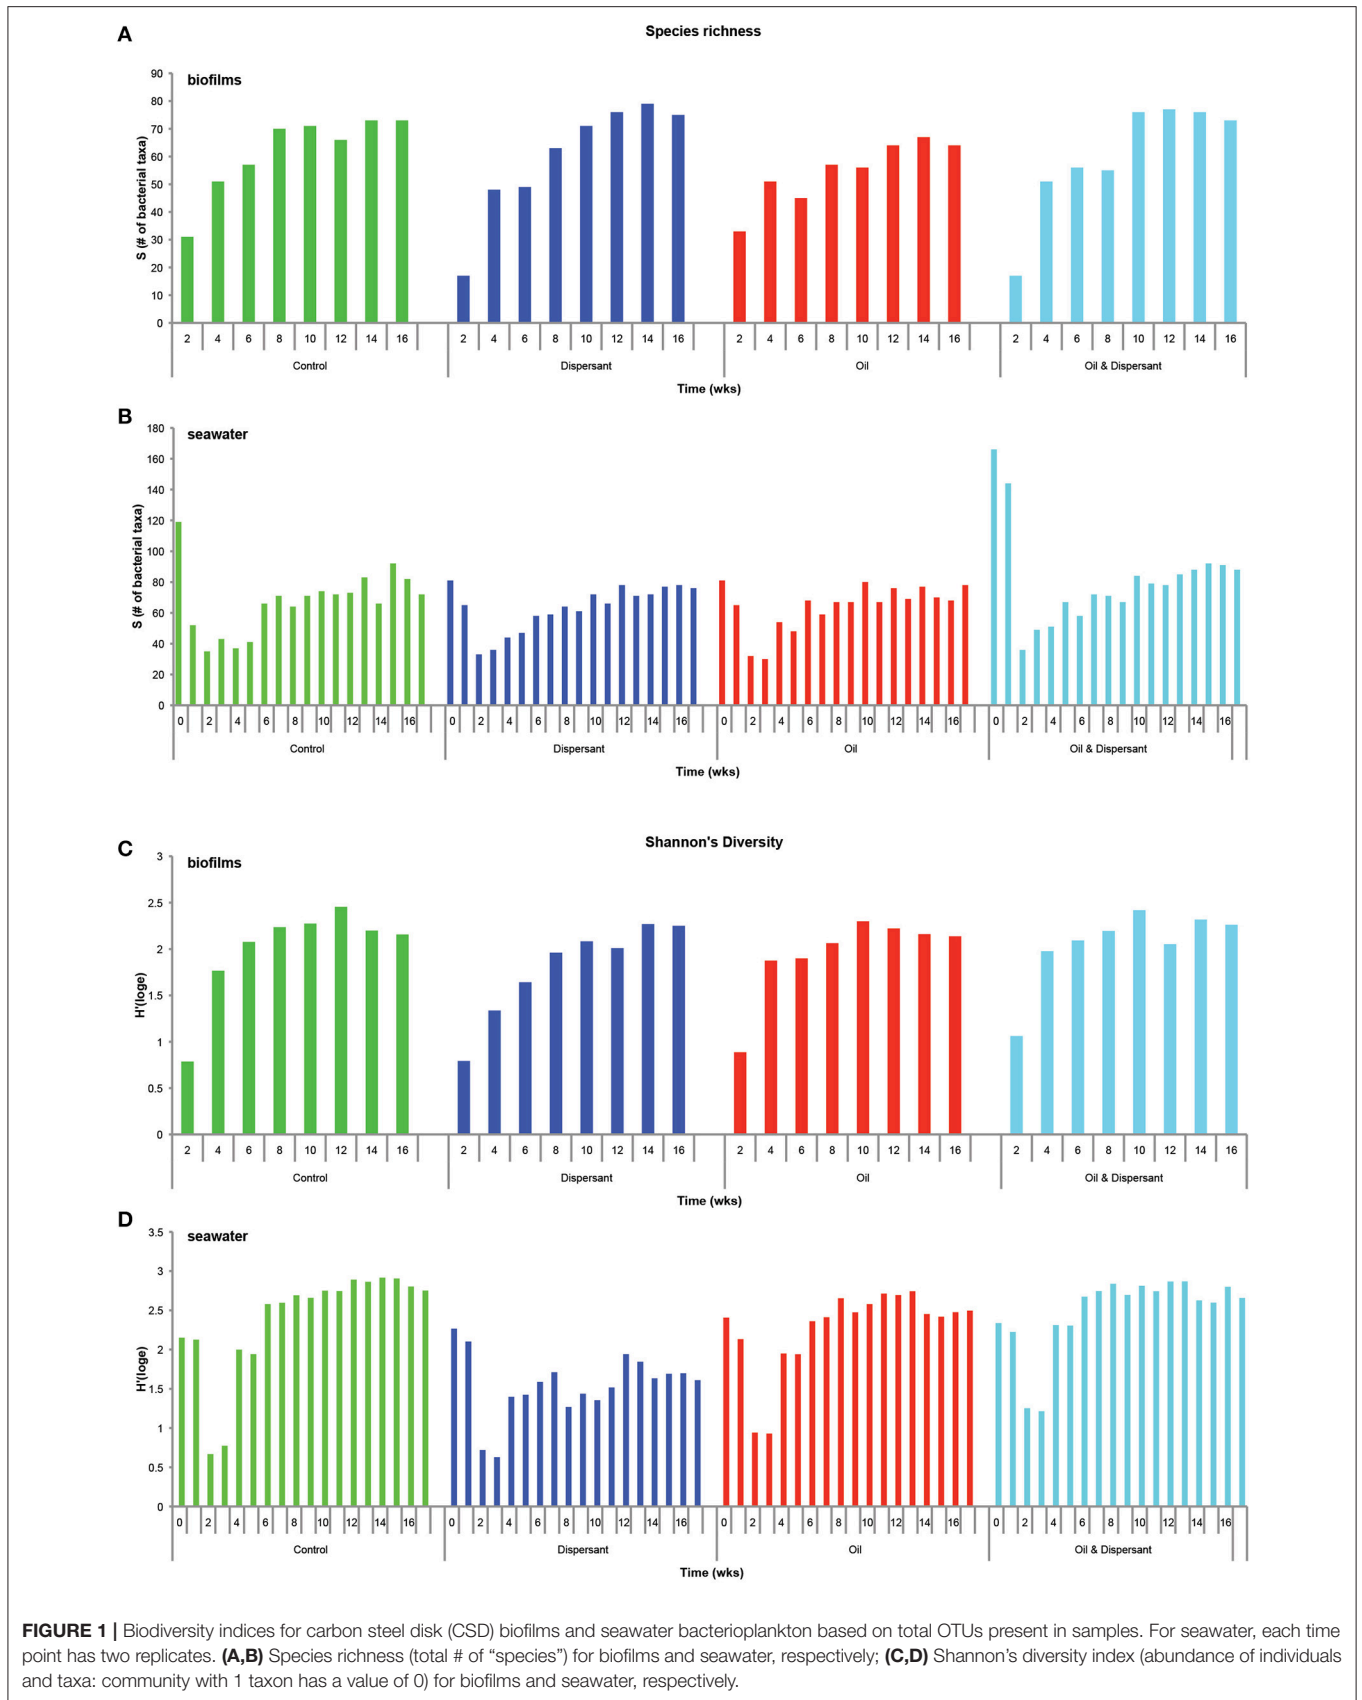 A
Species richness
biofilms
S (# of bacterial taxa)
90
80
70
60
50
40
30
20
10
0
2 4 6 8 10 12 14 16 2 4 6 8 10 12 14 16 2 4 6 8 10 12 14 16 2 4 6 8 10 12 14 16
Control Dispersant Oil Oil & Dispersant
Time (wks)
B
seawater
S (# of bacterial taxa)
180
160
140
120
100
80
60
40
20
0
0 2 4 6 8 10 12 14 16 0 2 4 6 8 10 12 14 16 0 2 4 6 8 10 12 14 16 0 2 4 6 8 10 12 14 16
Control Dispersant Oil Oil & Dispersant
Time (wks)
C
Shannon's Diversity
biofilms
H'(loge)
3
2.5
2
1.5
1
0.5
0
2 4 6 8 10 12 14 16 2 4 6 8 10 12 14 16 2 4 6 8 10 12 14 16 2 4 6 8 10 12 14 16
Control Dispersant Oil Oil & Dispersant
Time (wks)
D
seawater
H'(loge)
3.5
3
2.5
2
1.5
1
0.5
0
0 2 4 6 8 10 12 14 16 0 2 4 6 8 10 12 14 16 0 2 4 6 8 10 12 14 16 0 2 4 6 8 10 12 14 16
Control Dispersant Oil Oil & Dispersant
Time (wks)
FIGURE 1 | Biodiversity indices for carbon steel disk (CSD) biofilms and seawater bacterioplankton based on total OTUs present in samples. For seawater, each time
point has two replicates. (A,B) Species richness (total # of “species”) for biofilms and seawater, respectively; (C,D) Shannon’s diversity index (abundance of individuals
and taxa: community with 1 taxon has a value of 0) for biofilms and seawater, respectively.